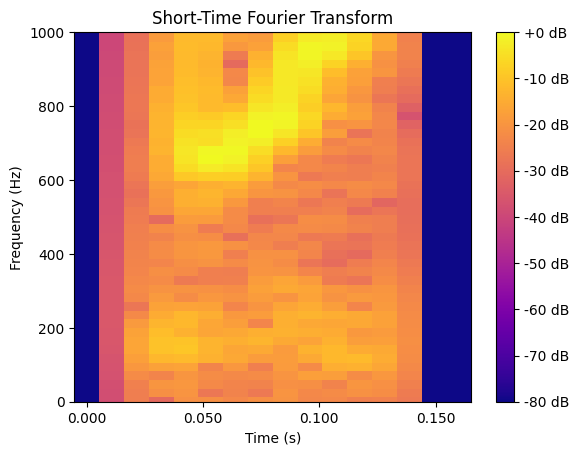 Short-Time Fourier Transform
1000
800
600
400
200
0
Frequency (Hz)
0.000
0.050
0.100
0.150
Time (s)
+0 dB
-10 dB
-20 dB
-30 dB
-40 dB
-50 dB
-60 dB
-70 dB
-80 dB